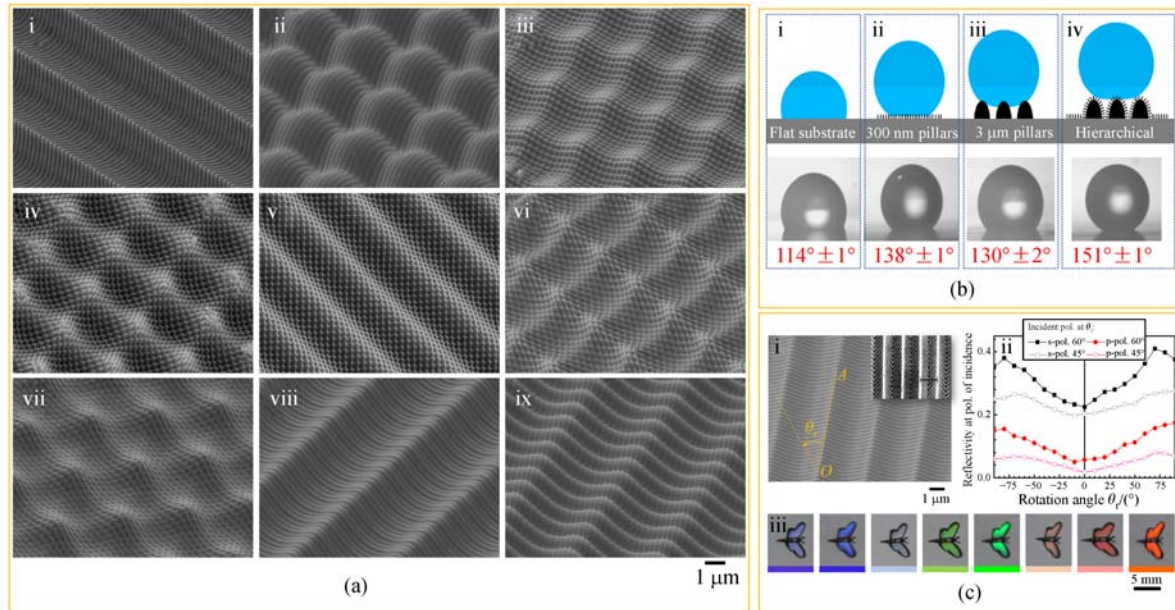 i
ii
iii
iv
v
vi
vii
viii
ix
1 μm
(a)
i
ii
iii
iv
Flat substrate
300 nm pillars
3 μm pillars
Hierarchical
114°±1°
138°±1°
130°±2°
151°±1°
(b)
i
A
θr
O
1 μm
ii
Incident pol. at θi:
s-pol. 60° p-pol. 60°
s-pol. 45° p-pol. 45°
Reflectivity at pol. of incidence
0.4
0.2
0.0
−75 −50 −25 0 25 50 75
Rotation angle θr/(°)
iii
5 mm
(c)